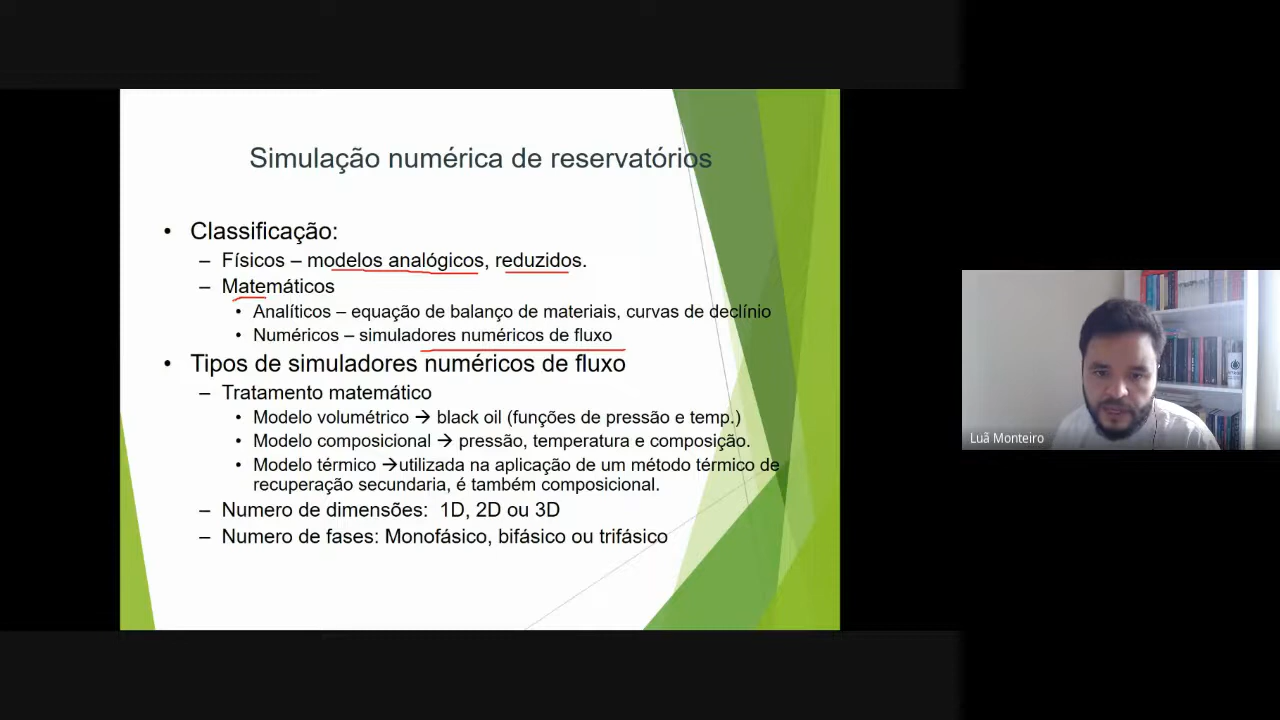 Simulação numérica de reservatórios
• Classificação:
– Físicos – modelos analógicos, reduzidos.
– Matemáticos
• Analíticos – equação de balanço de materiais, curvas de declínio
• Numéricos – simuladores numéricos de fluxo
• Tipos de simuladores numéricos de fluxo
– Tratamento matemático
• Modelo volumétrico → black oil (funções de pressão e temp.)
• Modelo composicional → pressão, temperatura e composição.
• Modelo térmico →utilizada na aplicação de um método térmico de
recuperação secundaria, é também composicional.
– Numero de dimensões: 1D, 2D ou 3D
– Numero de fases: Monofásico, bifásico ou trifásico
Luã Monteiro